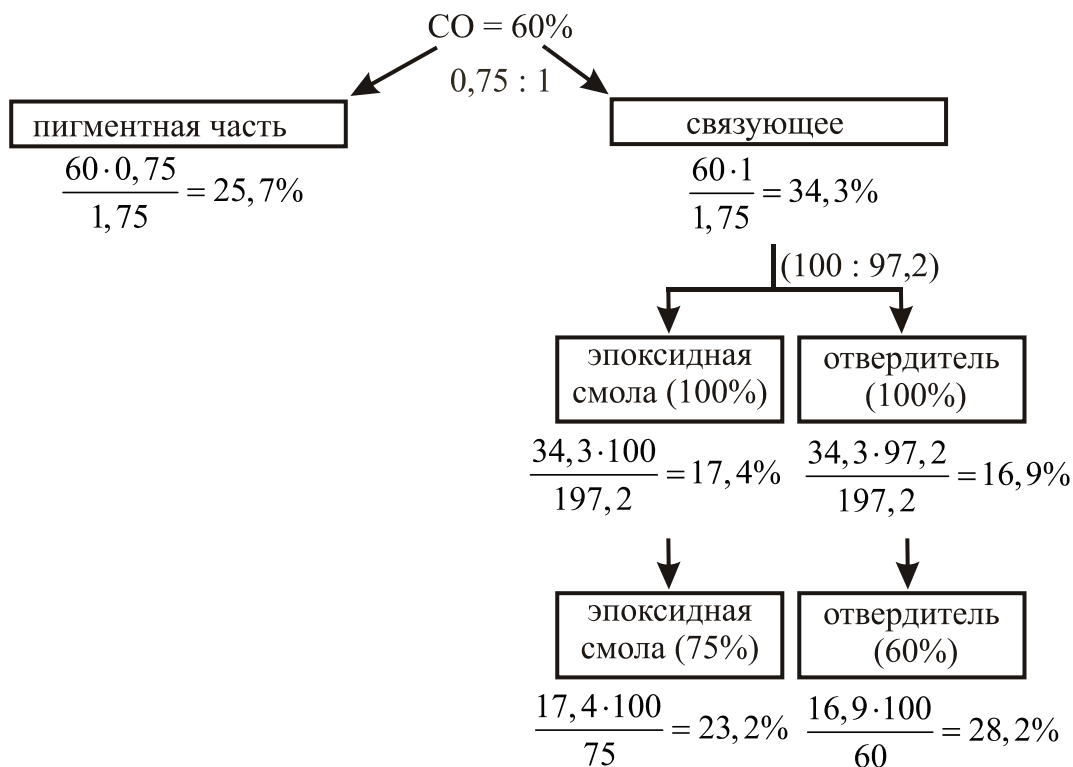 СО = 60%
0,75 : 1
пигментная часть
связующее
60·0,75/1,75 = 25,7%
60·1/1,75 = 34,3%
(100 : 97,2)
эпоксидная
смола (100%)
отвердитель
(100%)
34,3·100/197,2 = 17,4%
34,3·97,2/197,2 = 16,9%
эпоксидная
смола (75%)
отвердитель
(60%)
17,4·100/75 = 23,2%
16,9·100/60 = 28,2%